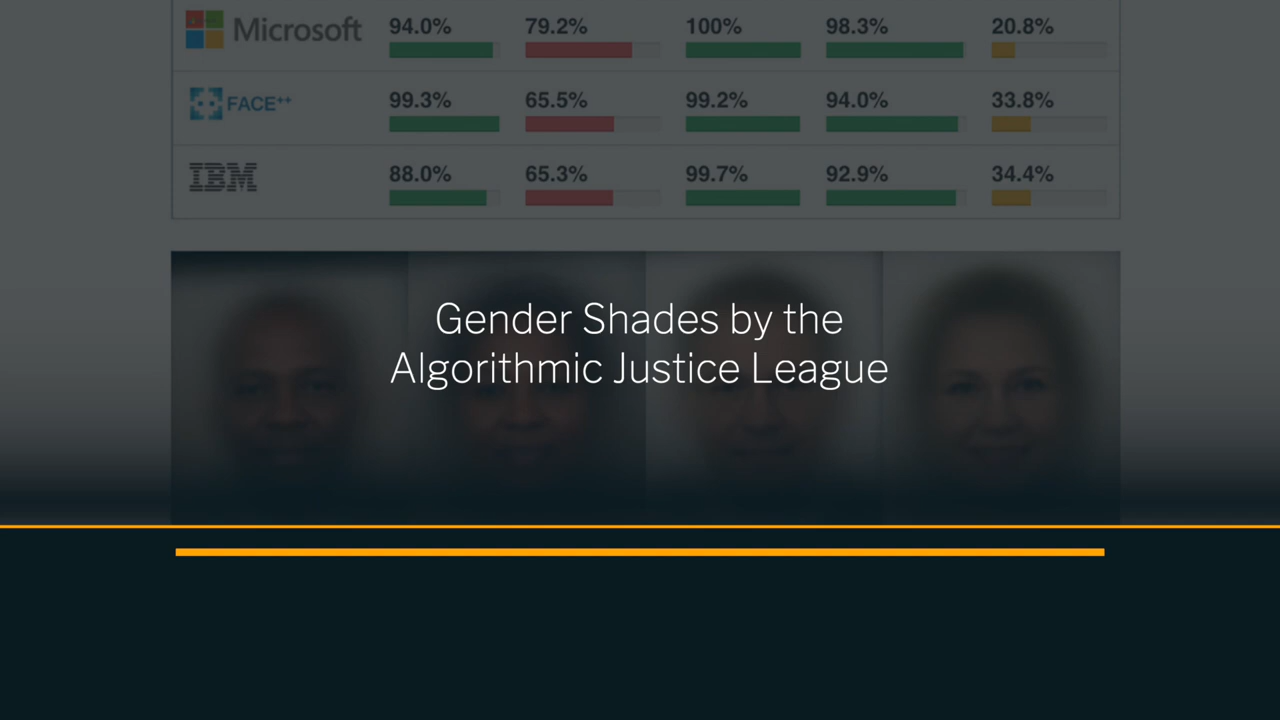 Microsoft 94.0% 79.2% 100% 98.3% 20.8%
FACE++ 99.3% 65.5% 99.2% 94.0% 33.8%
IBM 88.0% 65.3% 99.7% 92.9% 34.4%
Gender Shades by the
Algorithmic Justice League